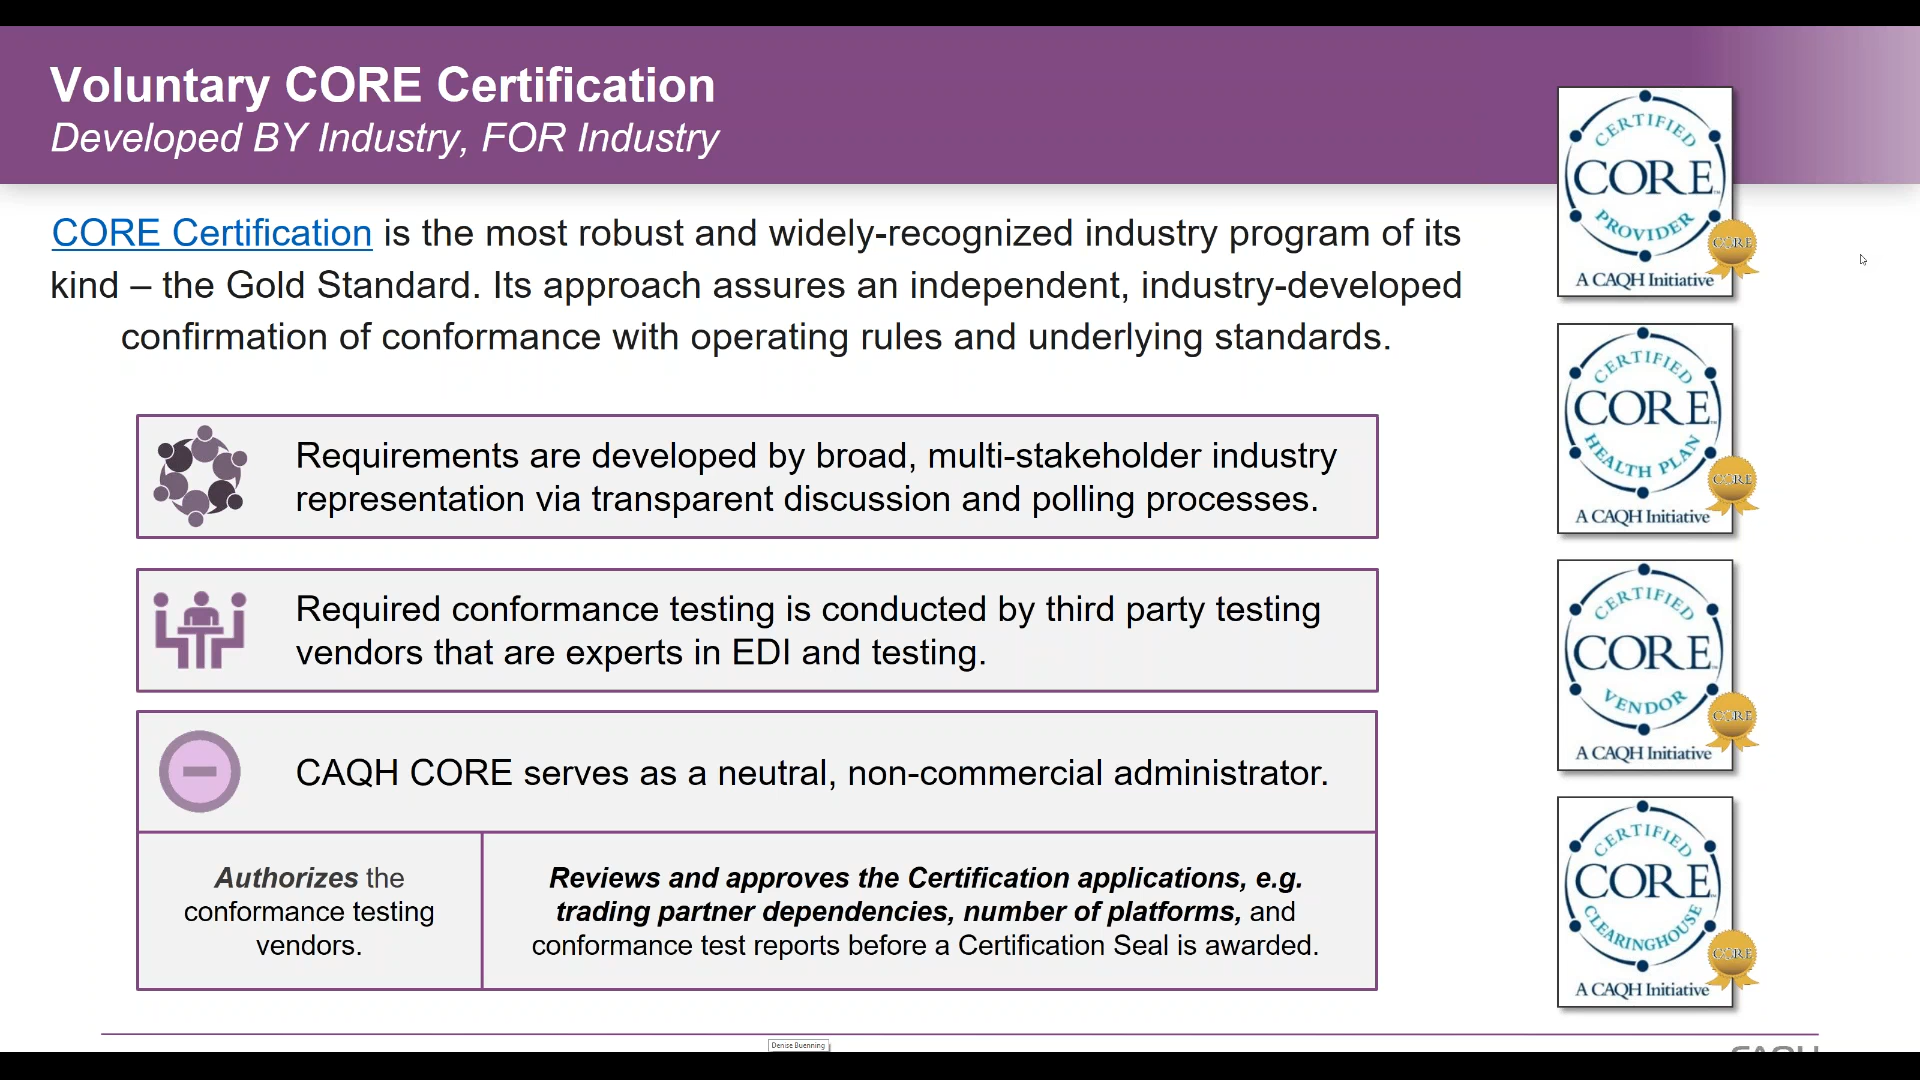 Voluntary CORE Certification
Developed BY Industry, FOR Industry
CORE Certification is the most robust and widely-recognized industry program of its
kind – the Gold Standard. Its approach assures an independent, industry-developed
confirmation of conformance with operating rules and underlying standards.
Requirements are developed by broad, multi-stakeholder industry
representation via transparent discussion and polling processes.
Required conformance testing is conducted by third party testing
vendors that are experts in EDI and testing.
CAQH CORE serves as a neutral, non-commercial administrator.
Authorizes the
conformance testing
vendors.
Reviews and approves the Certification applications, e.g.
trading partner dependencies, number of platforms, and
conformance test reports before a Certification Seal is awarded.
CERTIFIED
CORE™
PROVIDER
CORE
A CAQH Initiative
CERTIFIED
CORE™
HEALTH PLAN
CORE
A CAQH Initiative
CERTIFIED
CORE™
VENDOR
CORE
A CAQH Initiative
CERTIFIED
CORE™
CLEARINGHOUSE
CORE
A CAQH Initiative
Denise Buenning
CAQH